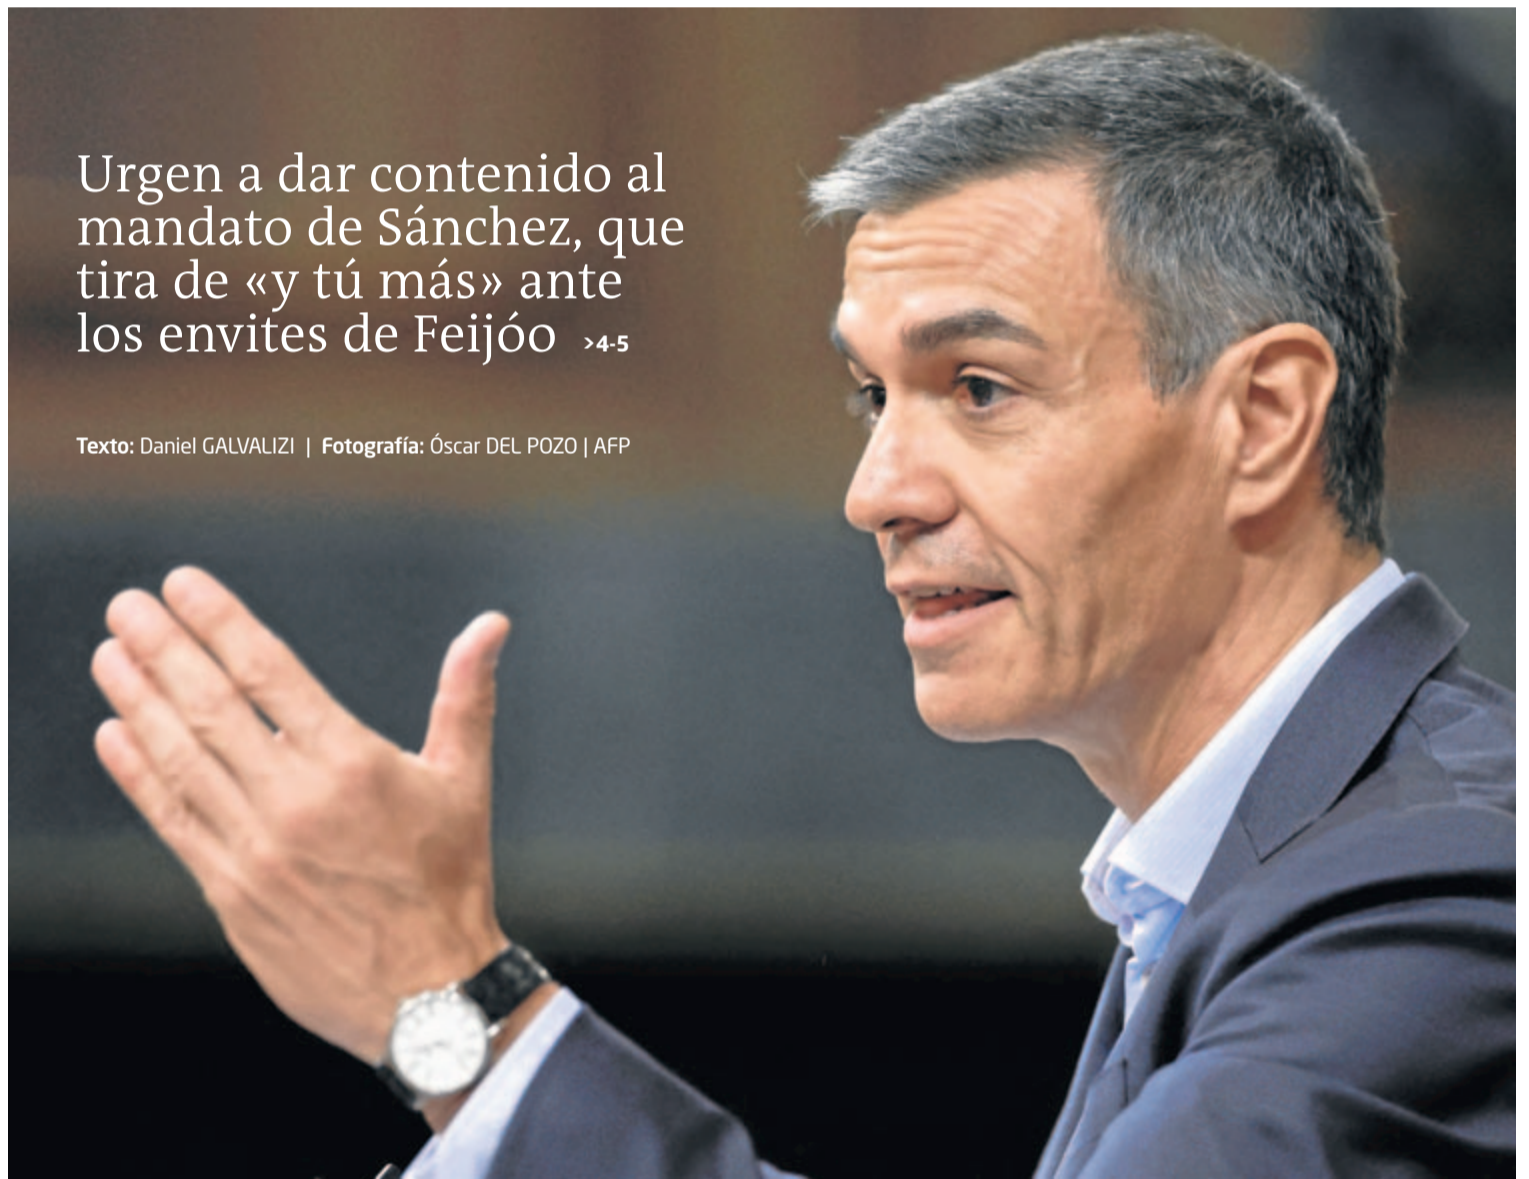 Urgen a dar contenido al
mandato de Sánchez, que
tira de «y tú más» ante
los envites de Feijóo >4-5
Texto: Daniel GALVALIZI | Fotografía: Óscar DEL POZO | AFP